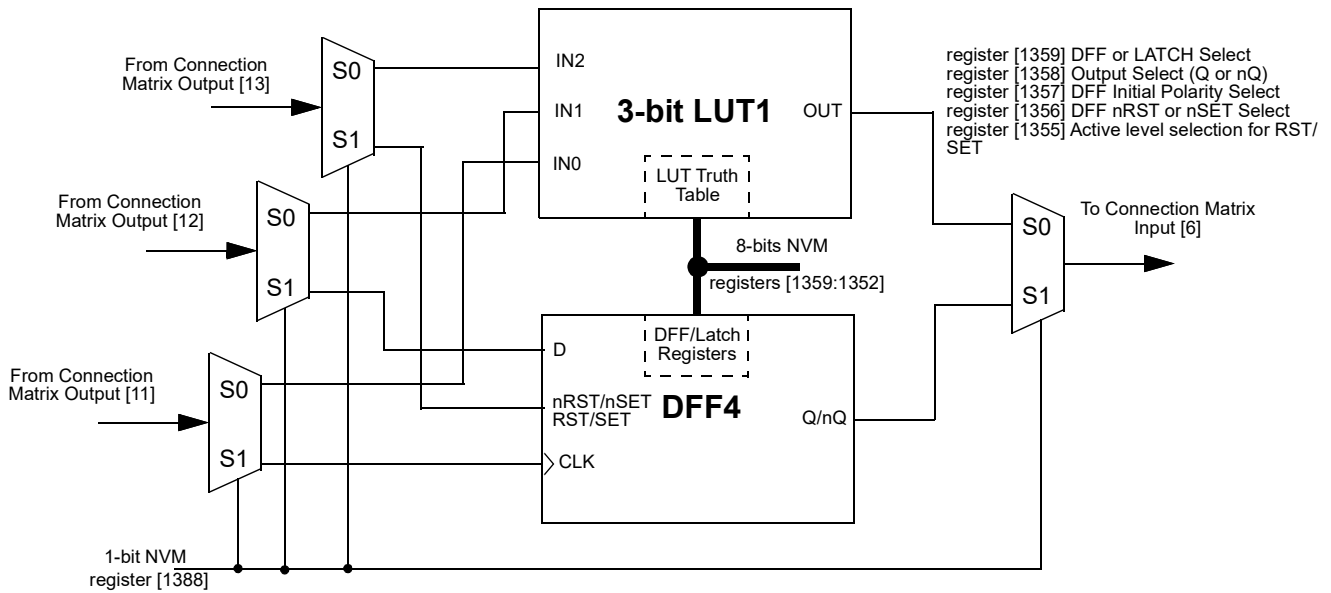 From Connection
Matrix Output [13]
S0
S1
From Connection
Matrix Output [12]
S0
S1
From Connection
Matrix Output [11]
S0
S1
1-bit NVM
register [1388]
IN2
IN1
IN0
3-bit LUT1
OUT
LUT Truth
Table
8-bits NVM
registers [1359:1352]
DFF/Latch
Registers
D
nRST/nSET
RST/SET
DFF4
Q/nQ
CLK
register [1359] DFF or LATCH Select
register [1358] Output Select (Q or nQ)
register [1357] DFF Initial Polarity Select
register [1356] DFF nRST or nSET Select
register [1355] Active level selection for RST/
SET
S0
S1
To Connection Matrix
Input [6]